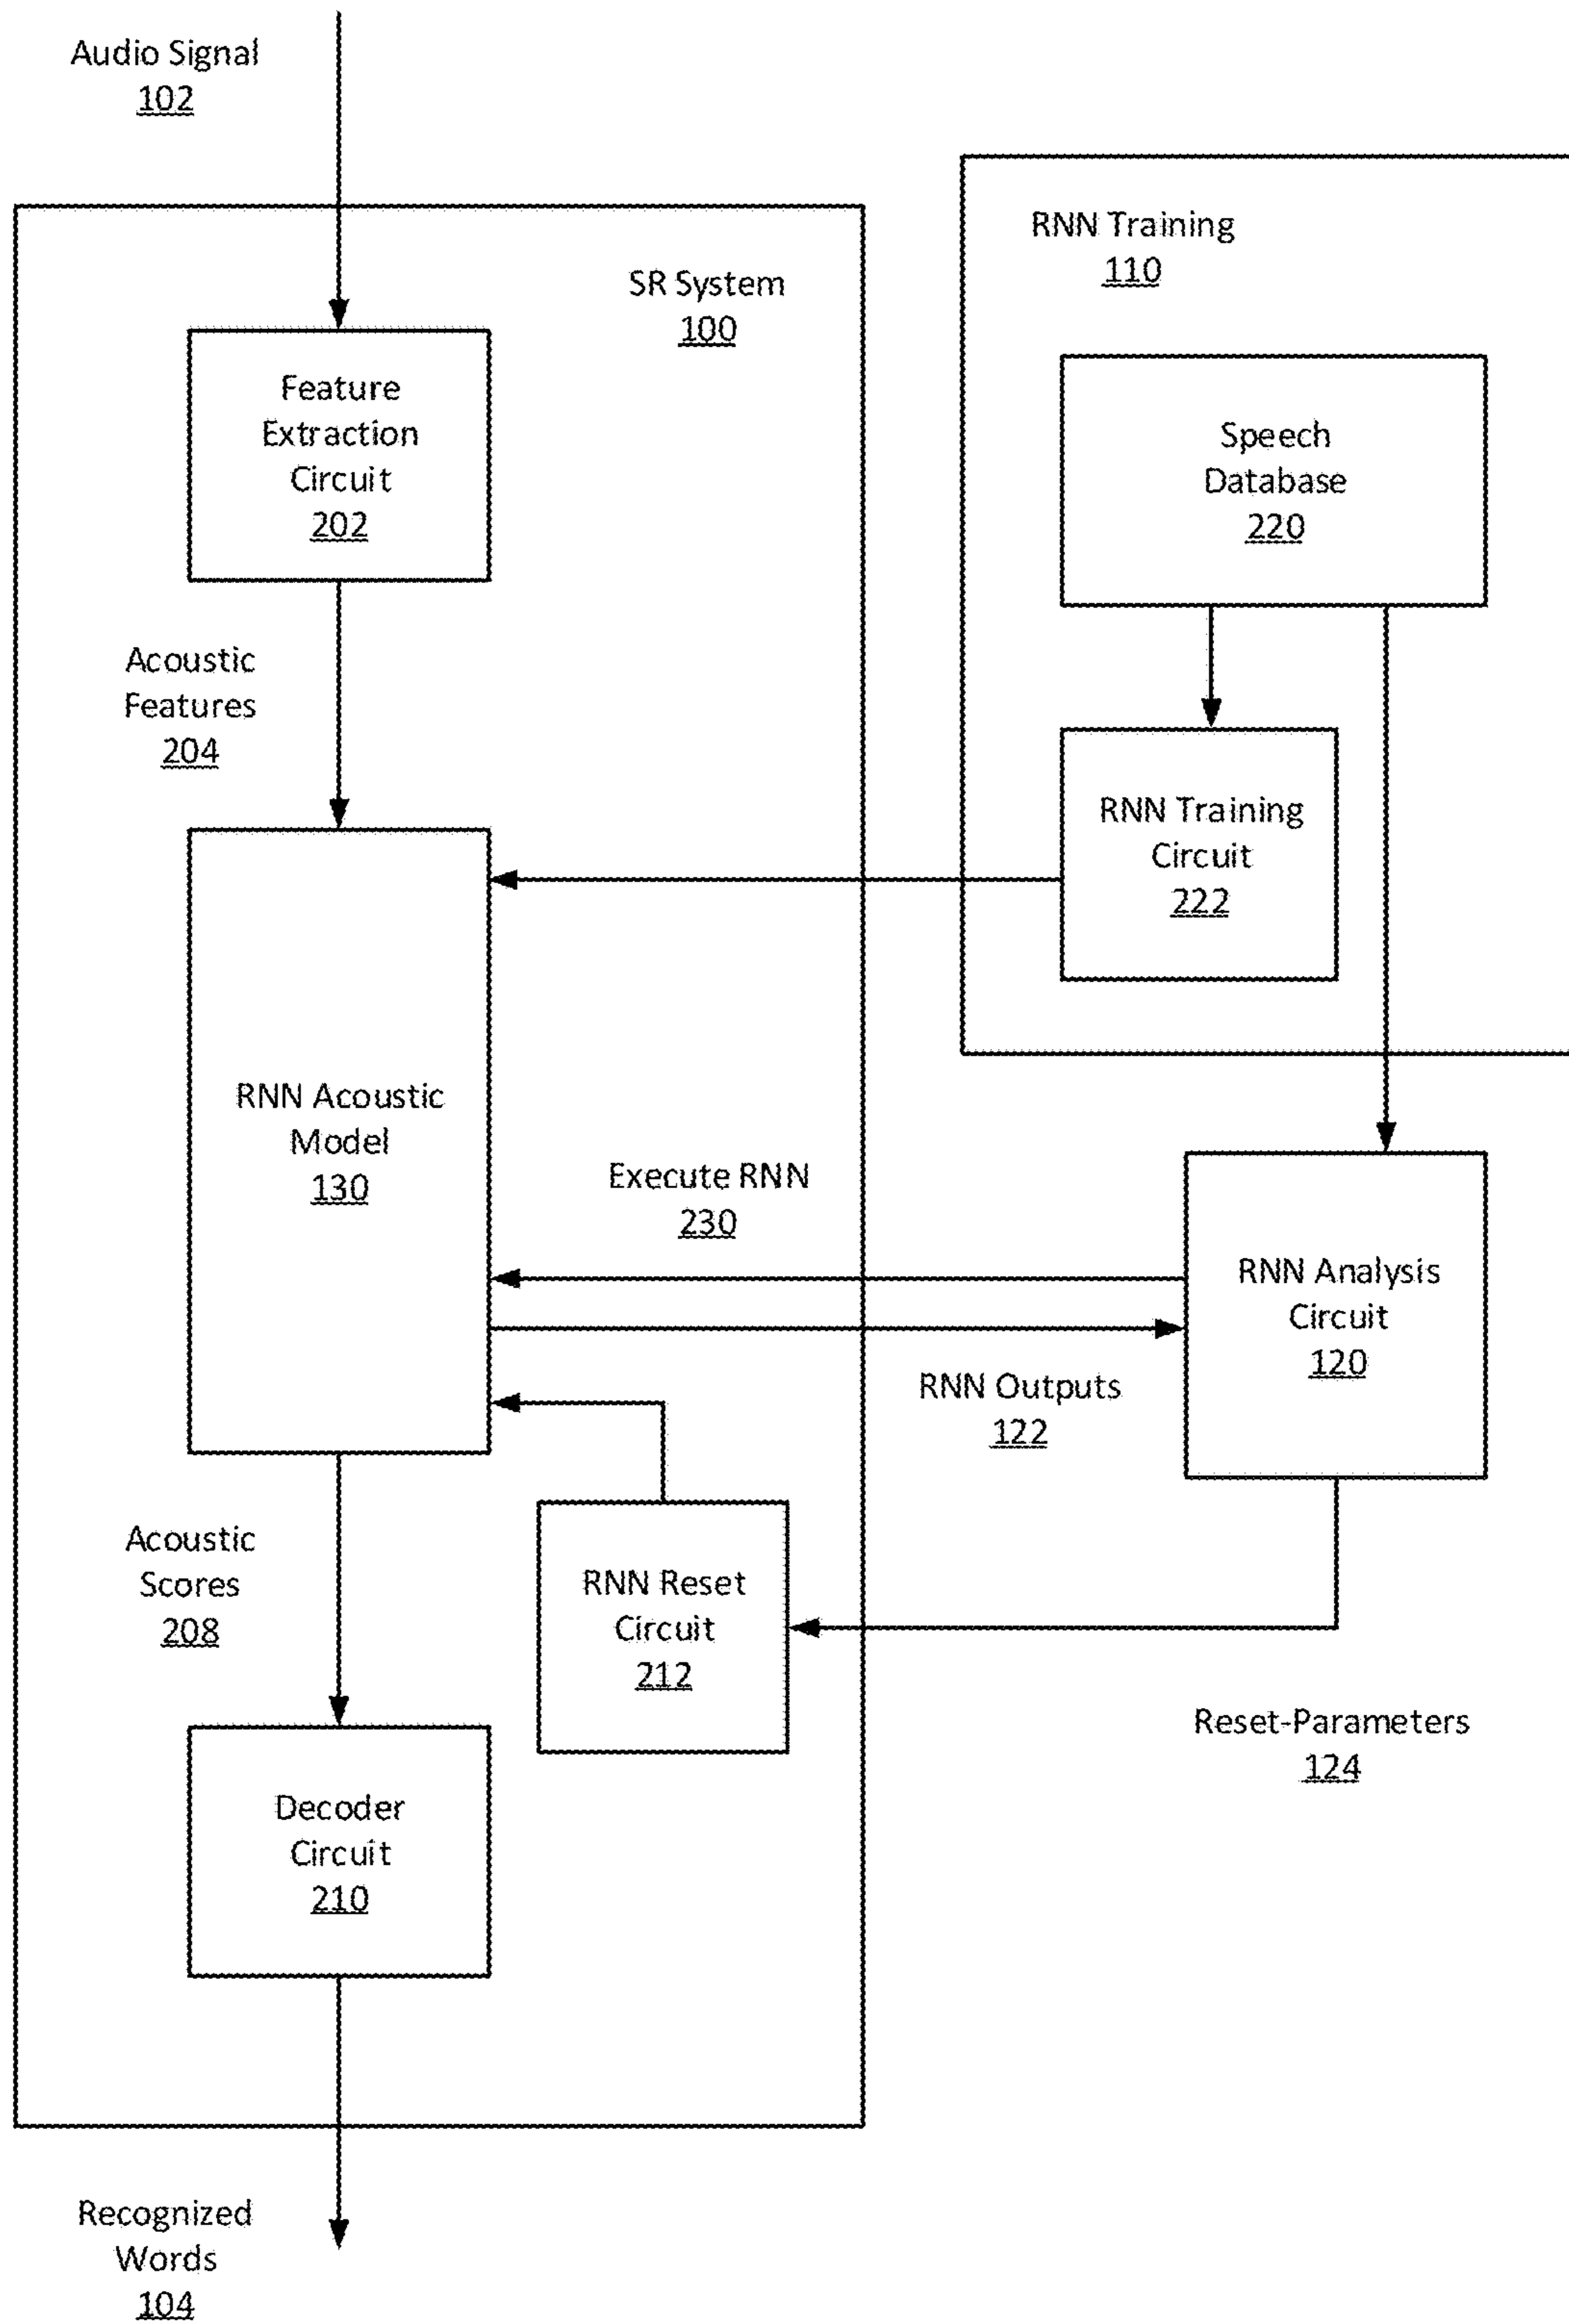 Audio Signal
102
SR System
100
Feature
Extraction
Circuit
202
Acoustic
Features
204
RNN Acoustic
Model
130
Execute RNN
230
RNN Outputs
122
Acoustic
Scores
208
RNN Reset
Circuit
212
Decoder
Circuit
210
Recognized
Words
104
RNN Training
110
Speech
Database
220
RNN Training
Circuit
222
RNN Analysis
Circuit
120
Reset-Parameters
124